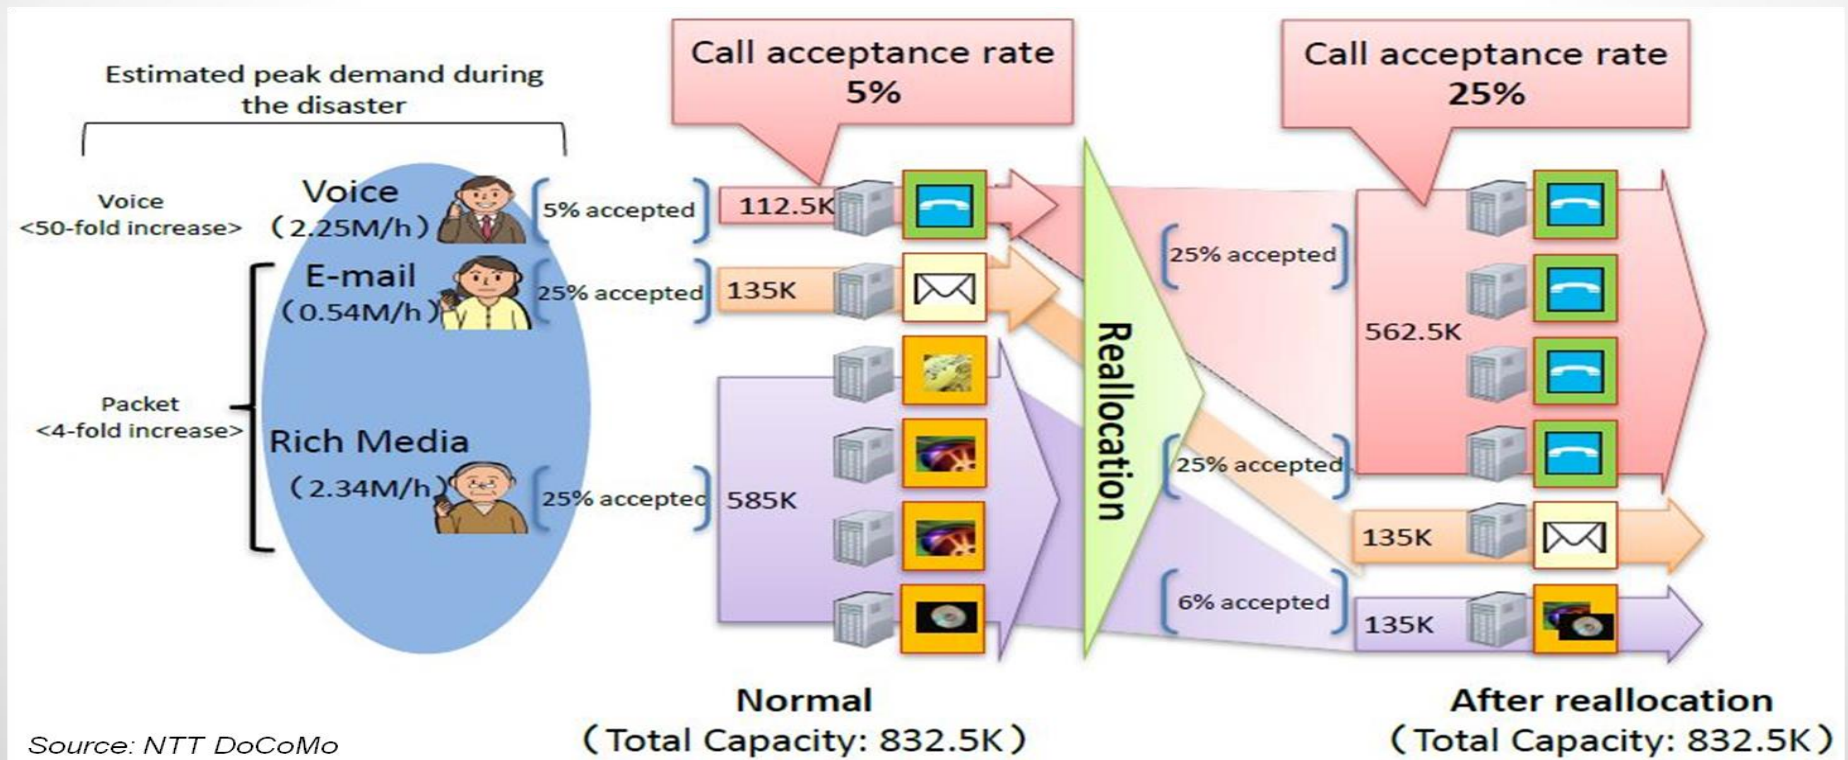 Estimated peak demand during
the disaster
Voice
<50-fold increase>
Packet
<4-fold increase>
Voice
(2.25M/h)
E-mail
(0.54M/h)
Rich Media
(2.34M/h)
5% accepted
25% accepted
25% accepted
Call acceptance rate
5%
112.5K
135K
585K
Normal
(Total Capacity: 832.5K)
Reallocation
25% accepted
25% accepted
6% accepted
Call acceptance rate
25%
562.5K
135K
135K
After reallocation
(Total Capacity: 832.5K)
Source: NTT DoCoMo